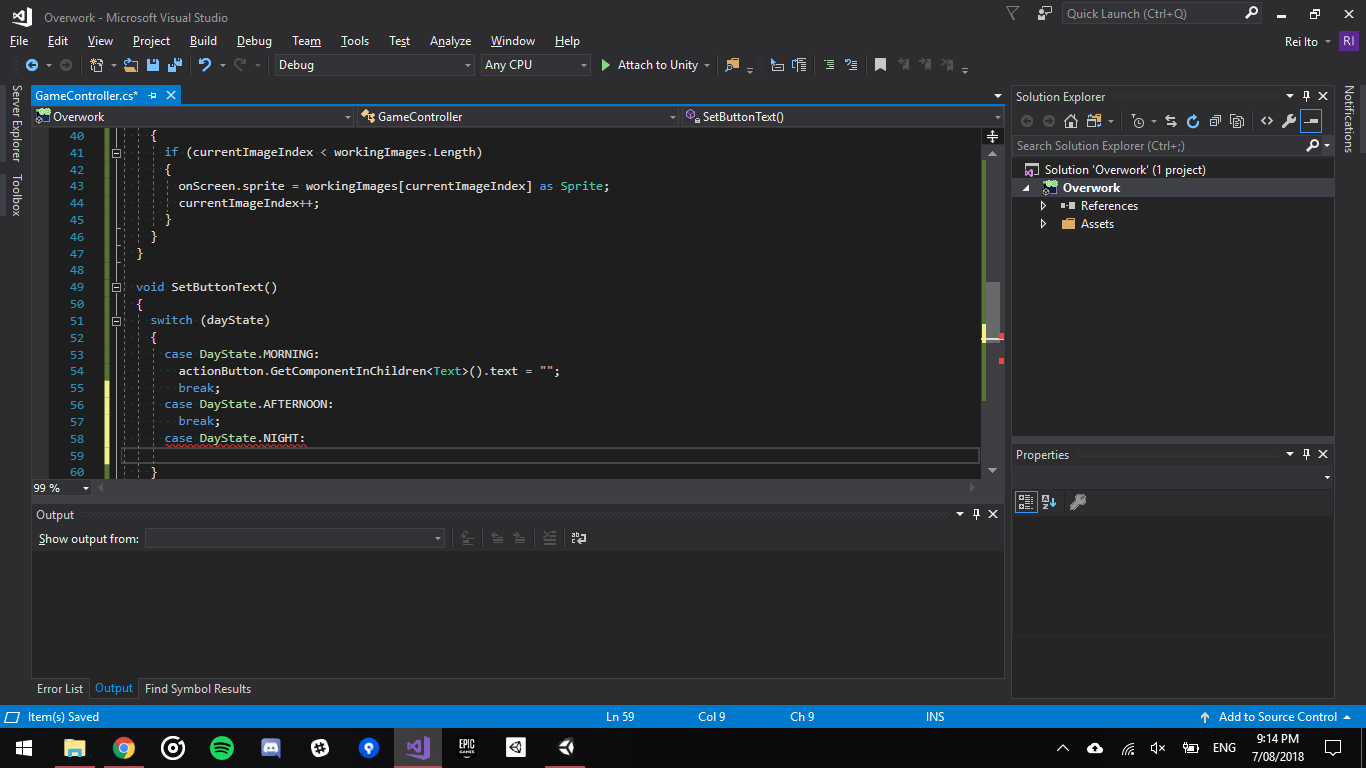 Overwork - Microsoft Visual Studio
Quick Launch (Ctrl+Q)
File Edit View Project Build Debug Team Tools Test Analyze Window Help
Rei Ito
RI
Debug
Any CPU
Attach to Unity
Server Explorer
Toolbox
Notifications
GameController.cs*
Overwork
GameController
SetButtonText()
40 {
41 if (currentImageIndex < workingImages.Length)
42 {
43 onScreen.sprite = workingImages[currentImageIndex] as Sprite;
44 currentImageIndex++;
45 }
46 }
47 }
48
49 void SetButtonText()
50 {
51 switch (dayState)
52 {
53 case DayState.MORNING:
54 actionButton.GetComponentInChildren<Text>().text = "";
55 break;
56 case DayState.AFTERNOON:
57 break;
58 case DayState.NIGHT:
59
60 }
99 %
Solution Explorer
Search Solution Explorer (Ctrl+;)
Solution 'Overwork' (1 project)
Overwork
References
Assets
Properties
Output
Show output from:
Error List Output Find Symbol Results
Item(s) Saved
Ln 59
Col 9
Ch 9
INS
Add to Source Control
EPIC
GAMES
ENG
9:14 PM
7/08/2018